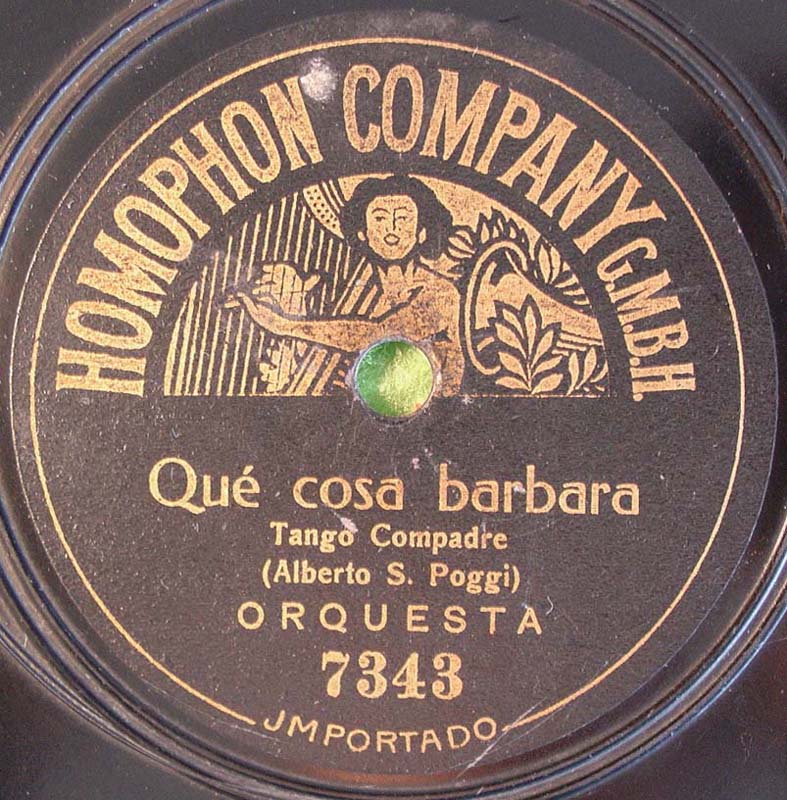 HOMOPHON COMPANY G.M.B.H.
Qué cosa barbara
Tango Compadre
(Alberto S. Poggi)
ORQUESTA
7343
JMPORTADO